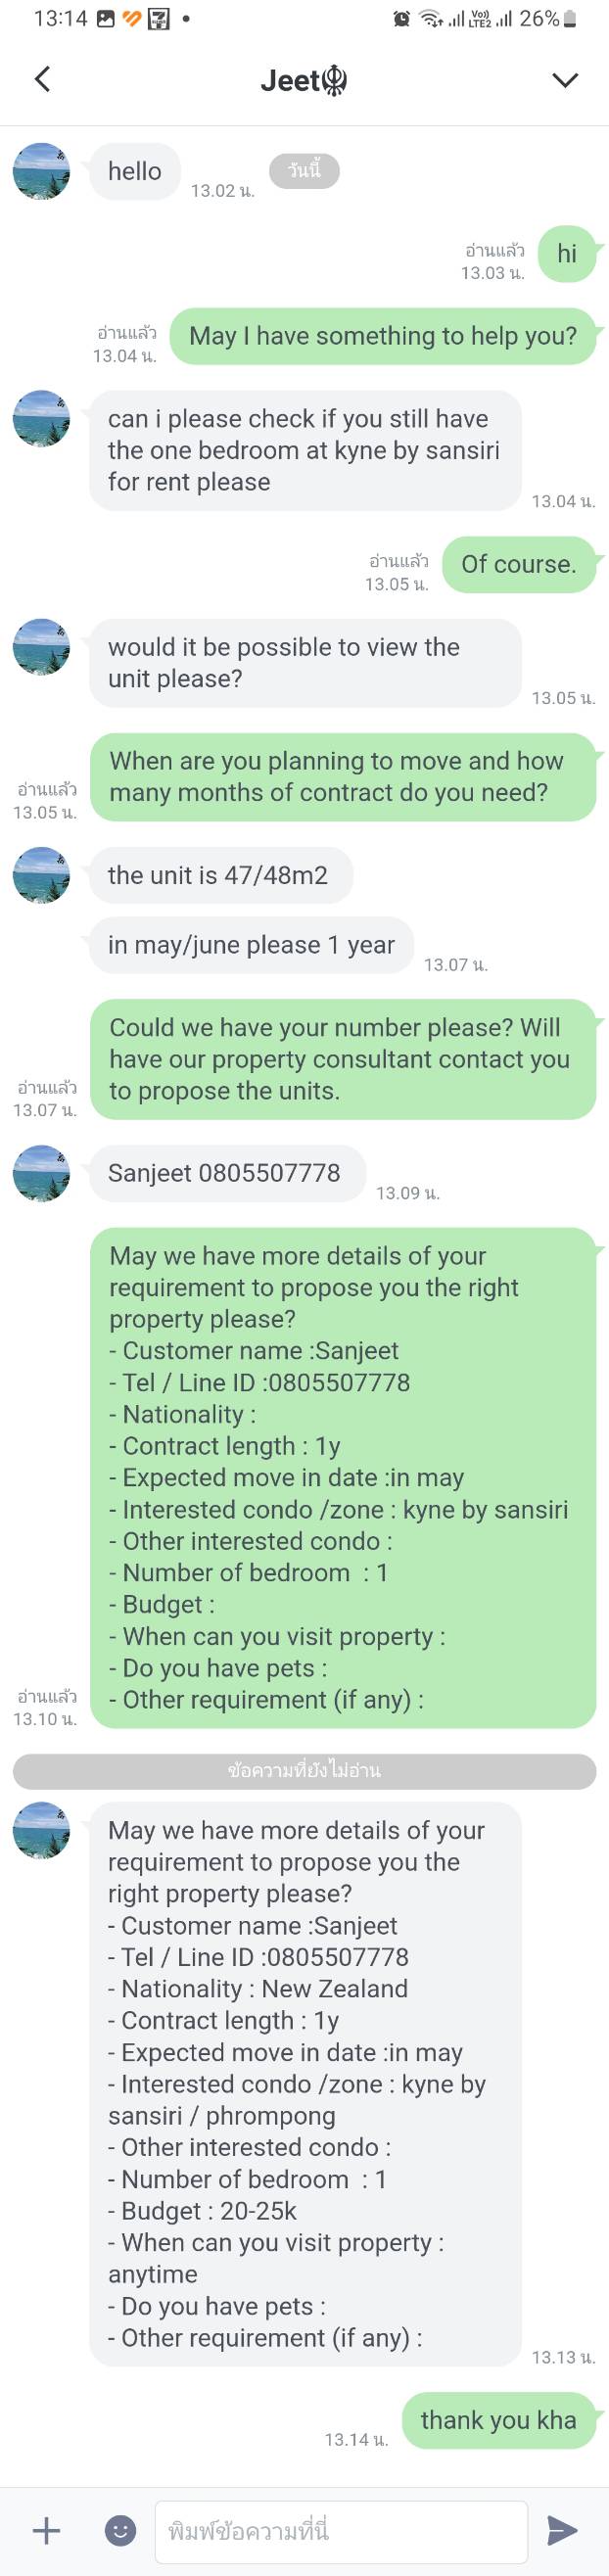 13:14
Vo))
LTE2
26%
Jeet
hello
13.02 น.
วันนี้
hi
อ่านแล้ว
13.03 น.
May I have something to help you?
อ่านแล้ว
13.04 น.
can i please check if you still have
the one bedroom at kyne by sansiri
for rent please
13.04 น.
Of course.
อ่านแล้ว
13.05 น.
would it be possible to view the
unit please?
13.05 น.
When are you planning to move and how
many months of contract do you need?
อ่านแล้ว
13.05 น.
the unit is 47/48m2
in may/june please 1 year
13.07 น.
Could we have your number please? Will
have our property consultant contact you
to propose the units.
อ่านแล้ว
13.07 น.
Sanjeet 0805507778
13.09 น.
May we have more details of your
requirement to propose you the right
property please?
- Customer name :Sanjeet
- Tel / Line ID :0805507778
- Nationality :
- Contract length : 1y
- Expected move in date :in may
- Interested condo /zone : kyne by sansiri
- Other interested condo :
- Number of bedroom  : 1
- Budget :
- When can you visit property :
- Do you have pets :
- Other requirement (if any) :
อ่านแล้ว
13.10 น.
ข้อความที่ยังไม่อ่าน
May we have more details of your
requirement to propose you the
right property please?
- Customer name :Sanjeet
- Tel / Line ID :0805507778
- Nationality : New Zealand
- Contract length : 1y
- Expected move in date :in may
- Interested condo /zone : kyne by
sansiri / phrompong
- Other interested condo :
- Number of bedroom  : 1
- Budget : 20-25k
- When can you visit property :
anytime
- Do you have pets :
- Other requirement (if any) :
13.13 น.
thank you kha
13.14 น.
พิมพ์ข้อความที่นี่